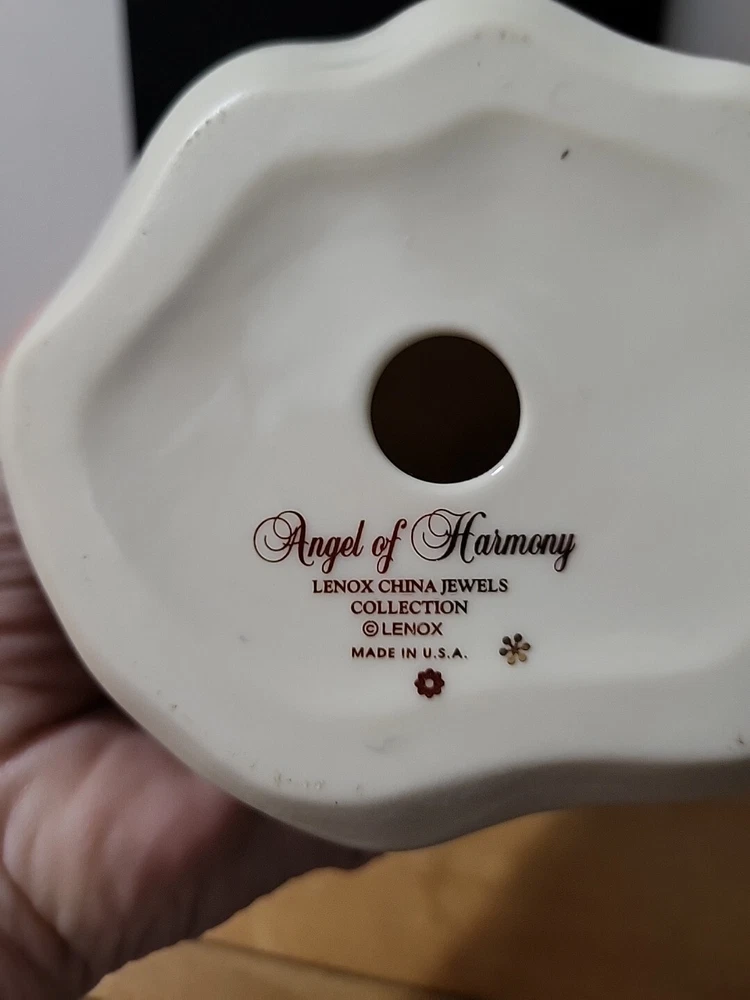 Angel of Harmony
LENOX CHINA JEWELS
COLLECTION
© LENOX
MADE IN U.S.A.